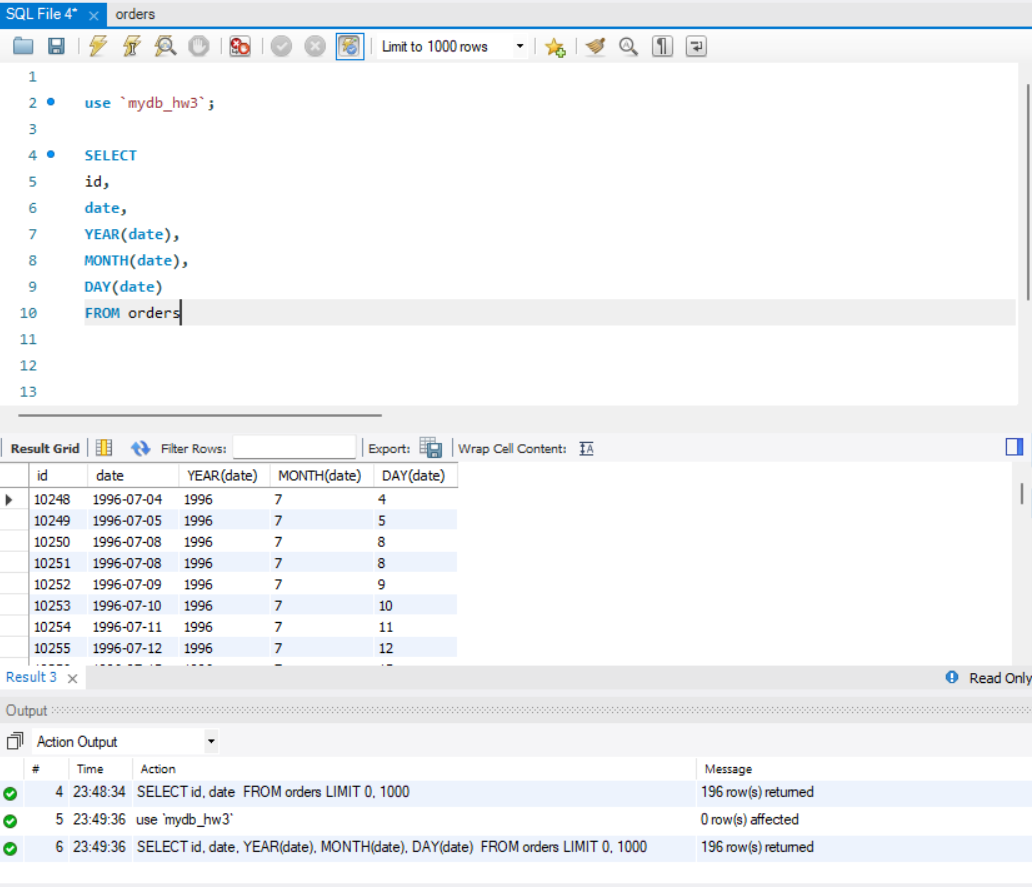 SQL File 4* × orders
Limit to 1000 rows
1
2 use `mydb_hw3`;
3
4 SELECT
5 id,
6 date,
7 YEAR(date),
8 MONTH(date),
9 DAY(date)
10 FROM orders
11
12
13
Result Grid Filter Rows: Export: Wrap Cell Content: IA
id date YEAR(date) MONTH(date) DAY(date)
10248 1996-07-04 1996 7 4
10249 1996-07-05 1996 7 5
10250 1996-07-08 1996 7 8
10251 1996-07-08 1996 7 8
10252 1996-07-09 1996 7 9
10253 1996-07-10 1996 7 10
10254 1996-07-11 1996 7 11
10255 1996-07-12 1996 7 12
Result 3 × Read Only
Output
Action Output
# Time Action Message
4 23:48:34 SELECT id, date FROM orders LIMIT 0, 1000 196 row(s) returned
5 23:49:36 use `mydb_hw3` 0 row(s) affected
6 23:49:36 SELECT id, date, YEAR(date), MONTH(date), DAY(date) FROM orders LIMIT 0, 1000 196 row(s) returned